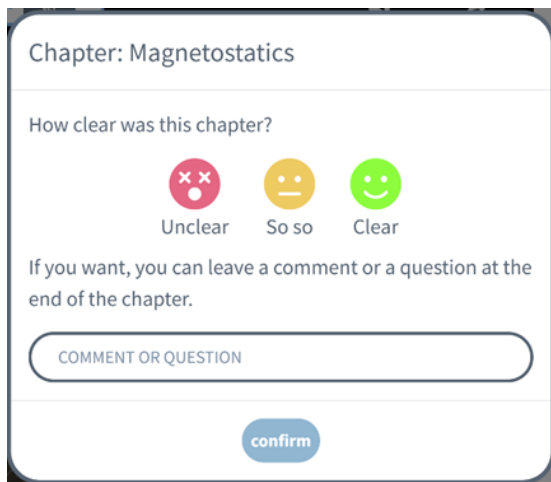 Chapter: Magnetostatics
How clear was this chapter?
Unclear So so Clear
If you want, you can leave a comment or a question at the
end of the chapter.
COMMENT OR QUESTION
confirm